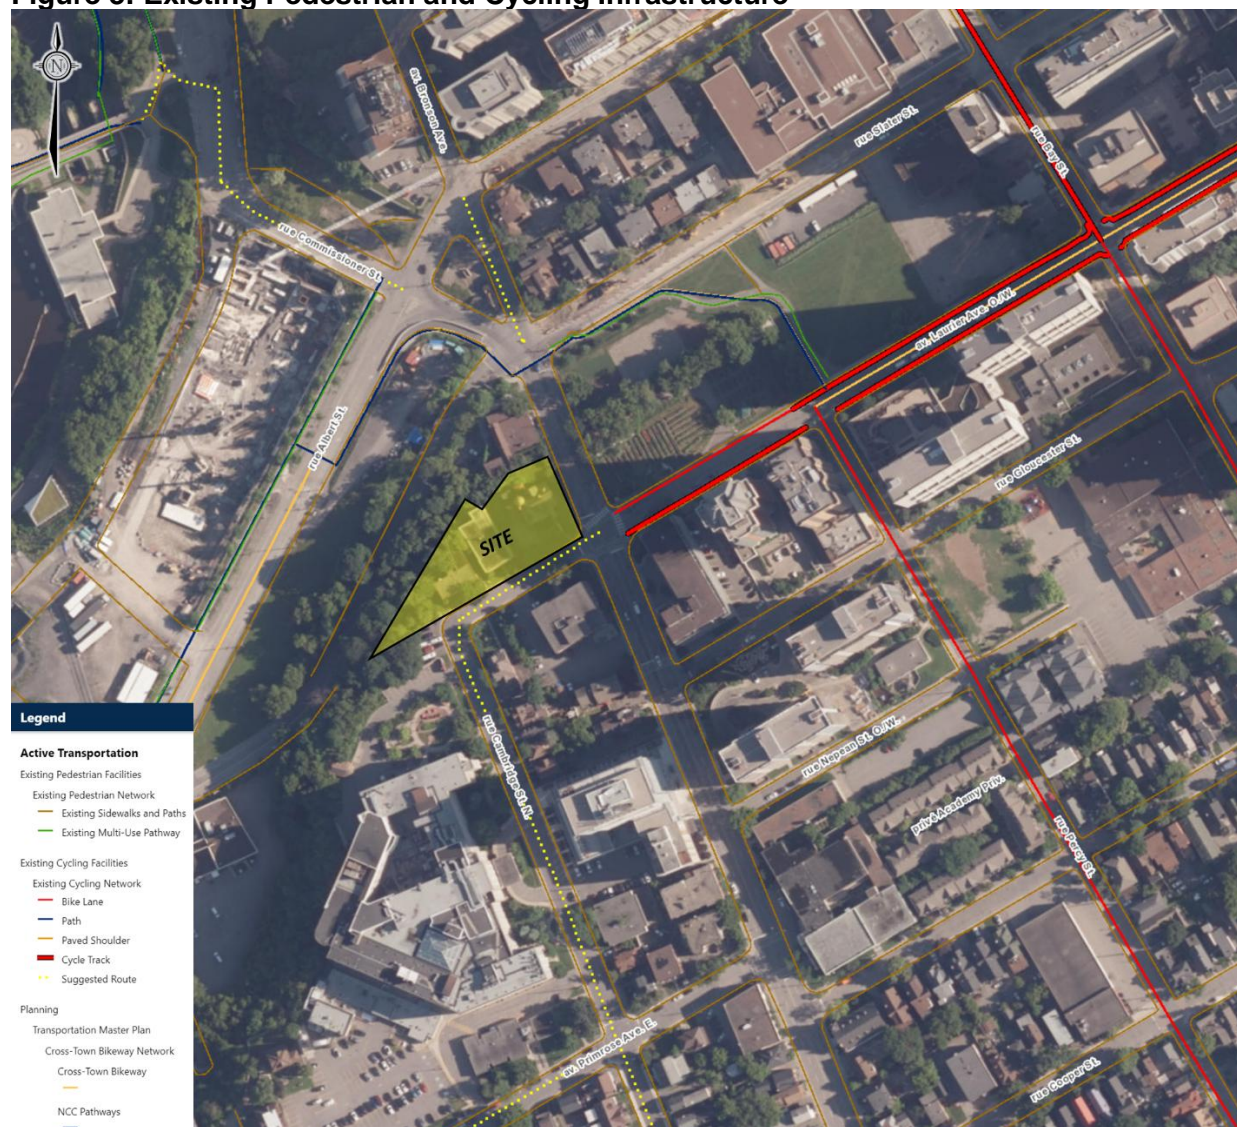 Figure 3: Existing Pedestrian and Cycling Infrastructure
N
av. Bronson Ave.
rue Slater St.
rue Bay St.
rue Commissioner St.
av. Laurier Ave. O./W.
rue Albert St.
rue Gloucester St.
SITE
rue Cambridge St. N.
rue Nepean St. O./W.
privé Academy Priv.
rue Percy St.
av. Primrose Ave. E.
rue Cooper St.
Legend
Active Transportation
Existing Pedestrian Facilities
Existing Pedestrian Network
Existing Sidewalks and Paths
Existing Multi-Use Pathway
Existing Cycling Facilities
Existing Cycling Network
Bike Lane
Path
Paved Shoulder
Cycle Track
Suggested Route
Planning
Transportation Master Plan
Cross-Town Bikeway Network
Cross-Town Bikeway
NCC Pathways